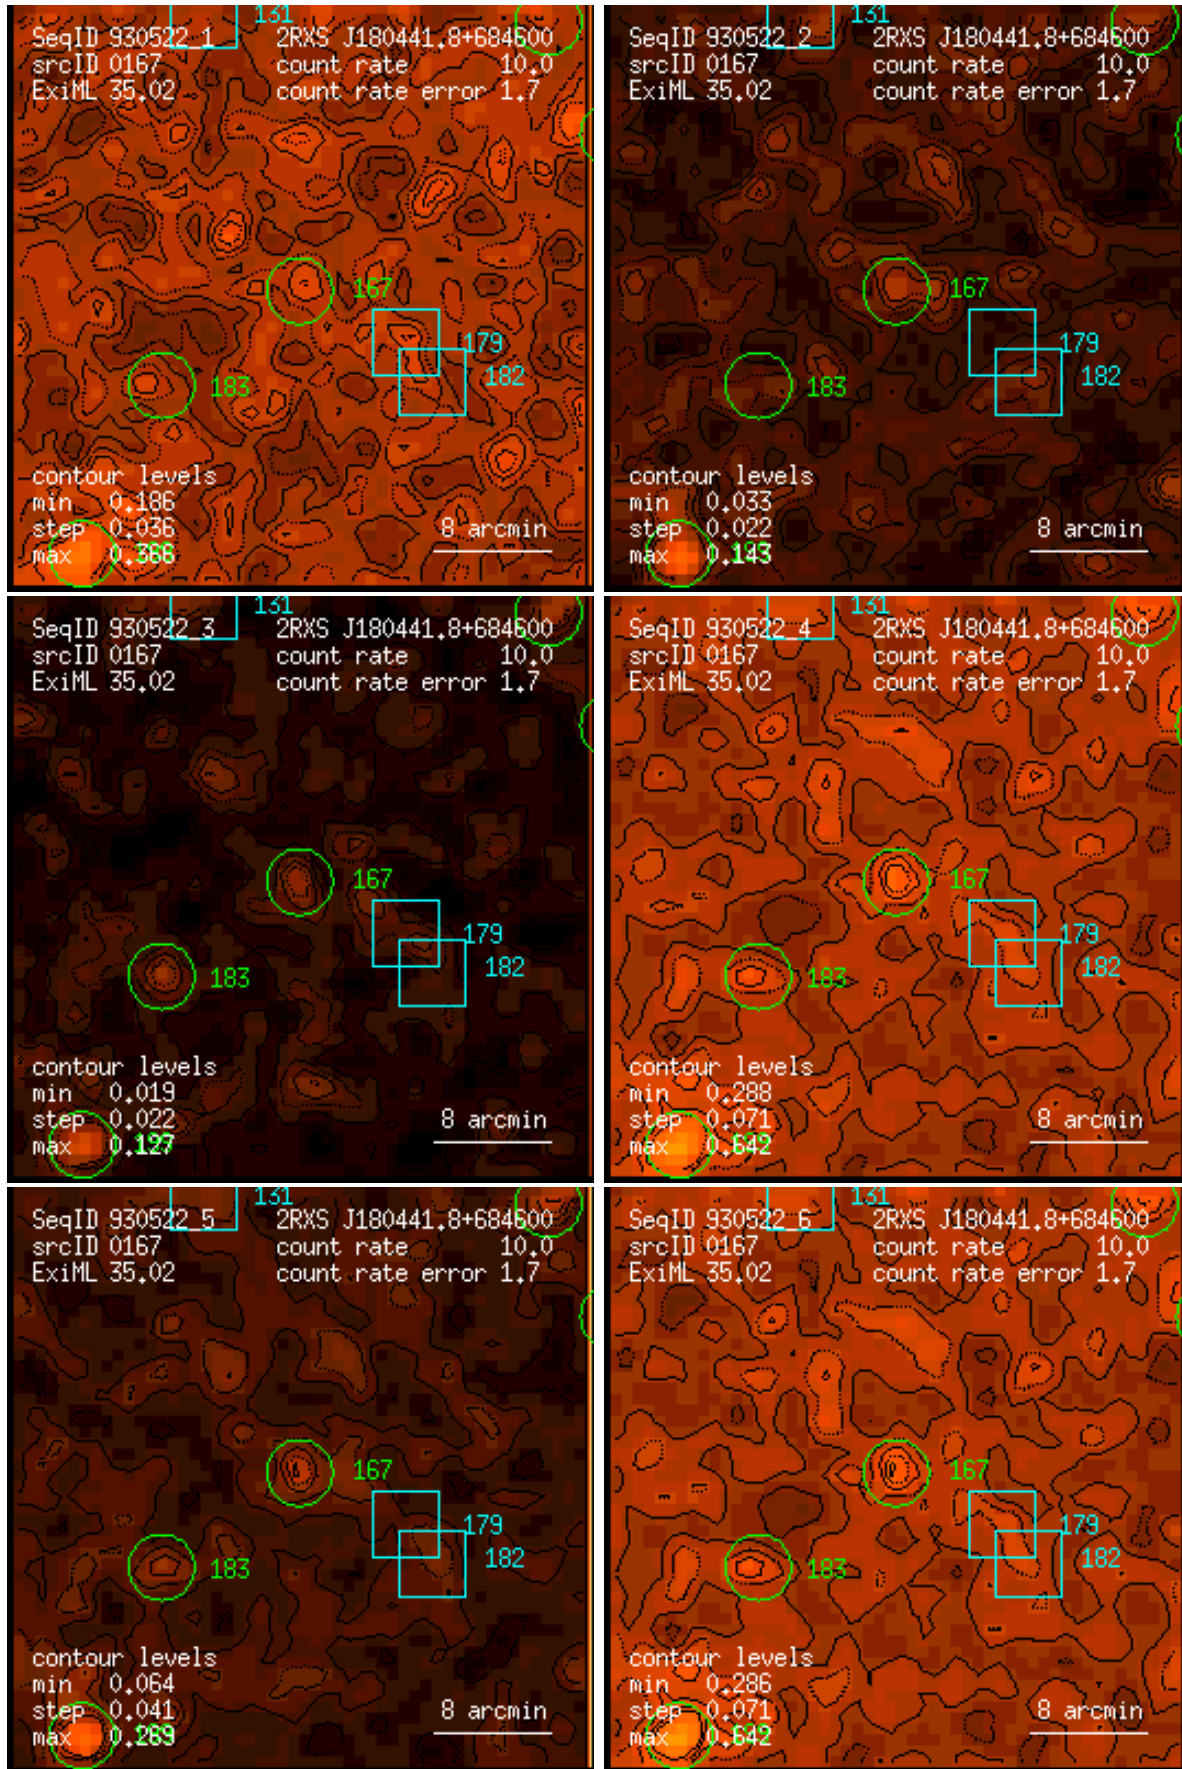 131
SeqID 930522_1 2RXS J180441.8+684600
srcID 0167 count rate 10.0
ExiML 35.02 count rate error 1.7
167
179
182
183
contour levels
min 0.186
step 0.036 8 arcmin
max 0.366
131
SeqID 930522_2 2RXS J180441.8+684600
srcID 0167 count rate 10.0
ExiML 35.02 count rate error 1.7
167
179
182
183
contour levels
min 0.033
step 0.022 8 arcmin
max 0.143
131
SeqID 930522_3 2RXS J180441.8+684600
srcID 0167 count rate 10.0
ExiML 35.02 count rate error 1.7
167
179
182
183
contour levels
min 0.019
step 0.022 8 arcmin
max 0.127
131
SeqID 930522_4 2RXS J180441.8+684600
srcID 0167 count rate 10.0
ExiML 35.02 count rate error 1.7
167
179
182
183
contour levels
min 0.288
step 0.071 8 arcmin
max 0.642
131
SeqID 930522_5 2RXS J180441.8+684600
srcID 0167 count rate 10.0
ExiML 35.02 count rate error 1.7
167
179
182
183
contour levels
min 0.064
step 0.041 8 arcmin
max
131
SeqID 930522_6 2RXS J180441.8+684600
srcID 0167 count rate 10.0
ExiML 35.02 count rate error 1.7
167
179
182
183
contour levels
min 0.286
step 0.071 8 arcmin
max 0.642